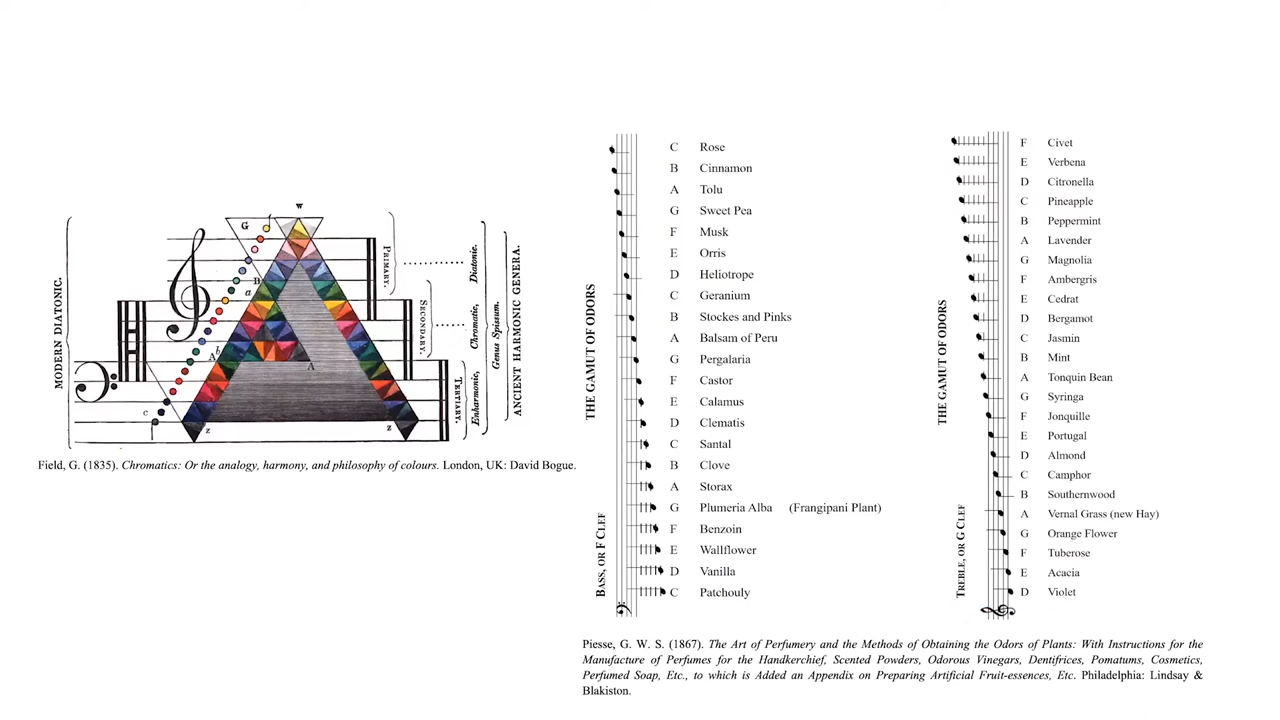 MODERN DIATONIC.
w
G
B
a
b
A
A
c
z
z
PRIMARY.
SECONDARY.
TERTIARY.
Diatonic.
Chromatic,
Enharmonic,
Genus Spissum.
ANCIENT HARMONIC GENERA.
Field, G. (1835). Chromatics: Or the analogy, harmony, and philosophy of colours. London, UK: David Bogue.
THE GAMUT OF ODORS
BASS, OR F CLEF
C Rose
B Cinnamon
A Tolu
G Sweet Pea
F Musk
E Orris
D Heliotrope
C Geranium
B Stockes and Pinks
A Balsam of Peru
G Pergalaria
F Castor
E Calamus
D Clematis
C Santal
B Clove
A Storax
G Plumeria Alba (Frangipani Plant)
F Benzoin
E Wallflower
D Vanilla
C Patchouly
THE GAMUT OF ODORS
TREBLE, OR G CLEF
F Civet
E Verbena
D Citronella
C Pineapple
B Peppermint
A Lavender
G Magnolia
F Ambergris
E Cedrat
D Bergamot
C Jasmin
B Mint
A Tonquin Bean
G Syringa
F Jonquille
E Portugal
D Almond
C Camphor
B Southernwood
A Vernal Grass (new Hay)
G Orange Flower
F Tuberose
E Acacia
D Violet
Piesse, G. W. S. (1867). The Art of Perfumery and the Methods of Obtaining the Odors of Plants: With Instructions for the
Manufacture of Perfumes for the Handkerchief, Scented Powders, Odorous Vinegars, Dentifrices, Pomatums, Cosmetics,
Perfumed Soap, Etc., to which is Added an Appendix on Preparing Artificial Fruit-essences, Etc. Philadelphia: Lindsay &
Blakiston.